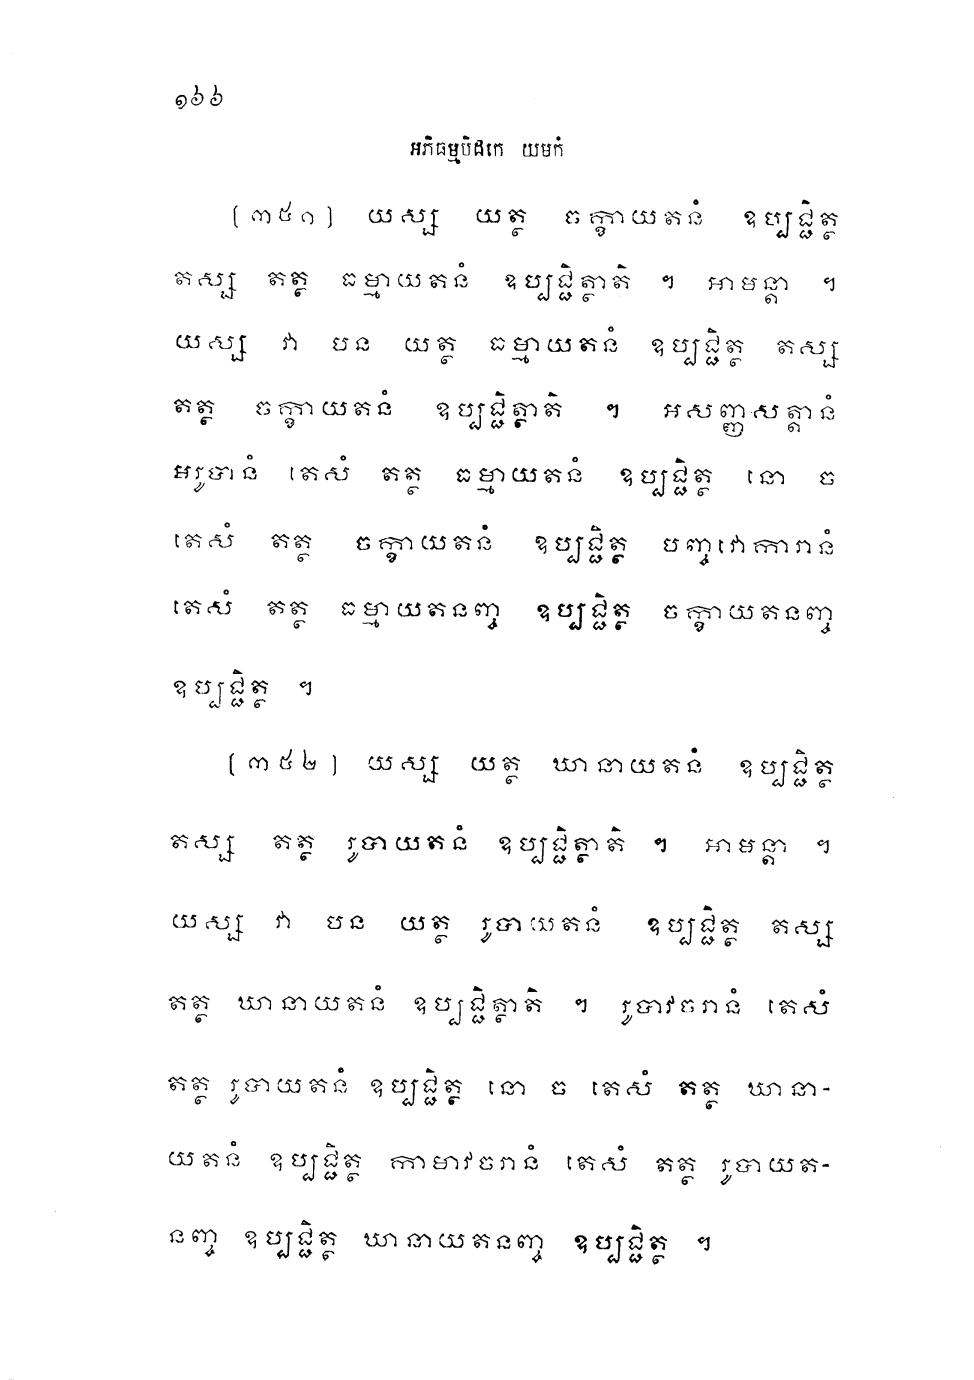 ១៦៦
អភិធម្មបិដកេ យមកំ
(៣៥១) យស្ស យត្ថ ចក្ខាយតនំ ឧប្បជ្ជិត្ថ
តស្ស តត្ថ ធម្មាយតនំ ឧប្បជ្ជិត្ថាតិ ។ អាមន្តា ។
យស្ស វា បន យត្ថ ធម្មាយតនំ ឧប្បជ្ជិត្ថ តស្ស
តត្ថ ចក្ខាយតនំ ឧប្បជ្ជិត្ថាតិ ។ អសញ្ញសត្តានំ
អរូបានំ តេសំ តត្ថ ធម្មាយតនំ ឧប្បជ្ជិត្ថ នោ ច
តេសំ តត្ថ ចក្ខាយតនំ ឧប្បជ្ជិត្ថ បញ្ចវោការានំ
តេសំ តត្ថ ធម្មាយតនញ្ច ឧប្បជ្ជិត្ថ ចក្ខាយតនញ្ច
ឧប្បជ្ជិត្ថ ។
(៣៥២) យស្ស យត្ថ ឃានាយតនំ ឧប្បជ្ជិត្ថ
តស្ស តត្ថ រូបាយតនំ ឧប្បជ្ជិត្ថាតិ ។ អាមន្តា ។
យស្ស វា បន យត្ថ រូបាយតនំ ឧប្បជ្ជិត្ថ តស្ស
តត្ថ ឃានាយតនំ ឧប្បជ្ជិត្ថាតិ ។ រូបាវចរានំ តេសំ
តត្ថ រូបាយតនំ ឧប្បជ្ជិត្ថ នោ ច តេសំ តត្ថ ឃានា-
យតនំ ឧប្បជ្ជិត្ថ កាមាវចរានំ តេសំ តត្ថ រូបាយត-
នញ្ច ឧប្បជ្ជិត្ថ ឃានាយតនញ្ច ឧប្បជ្ជិត្ថ ។